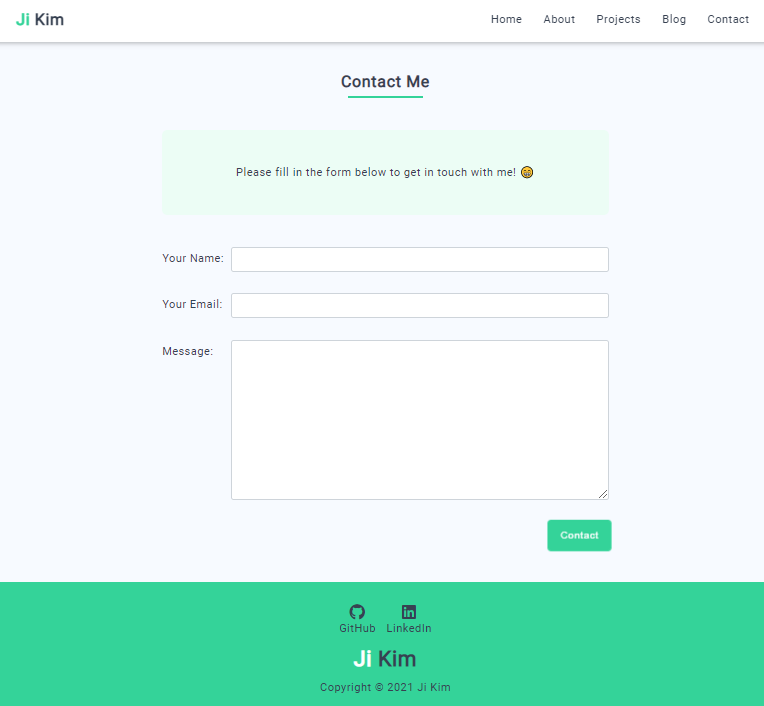 Ji Kim
Home About Projects Blog Contact
Contact Me
Please fill in the form below to get in touch with me! 😁
Your Name:
Your Email:
Message:
Contact
GitHub LinkedIn
Ji Kim
Copyright © 2021 Ji Kim